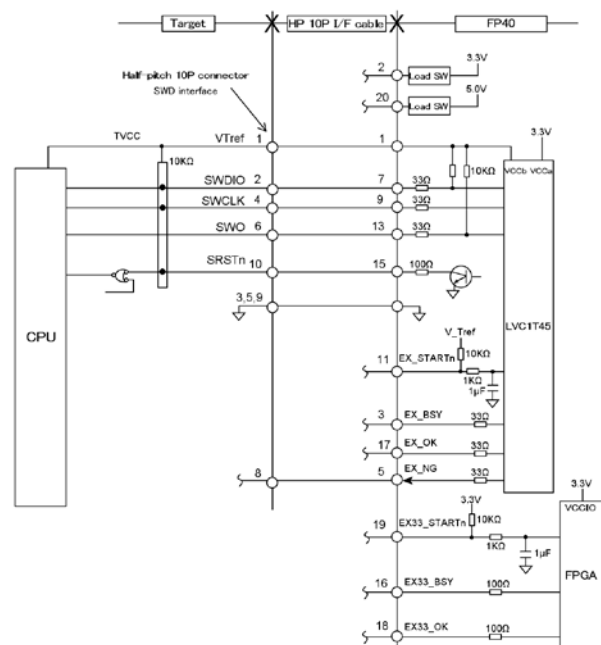 Target
HP 10P I/F cable
FP40
Half-pitch 10P connector
SWD interface
2
Load SW
3.3V
20
Load SW
5.0V
TVCC
VTref
1
1
3.3V
10KΩ
10KΩ
VCCb VCCa
SWDIO
2
7
33Ω
SWCLK
4
9
33Ω
SWO
6
13
33Ω
SRSTn
10
15
100Ω
3,5,9
CPU
LVC1T45
V_Tref
10KΩ
11
EX_STARTn
1KΩ
1μF
3
EX_BSY
33Ω
17
EX_OK
33Ω
8
5
EX_NG
33Ω
3.3V
VCCIO
3.3V
10KΩ
19
EX33_STARTn
1KΩ
1μF
FPGA
16
EX33_BSY
100Ω
18
EX33_OK
100Ω